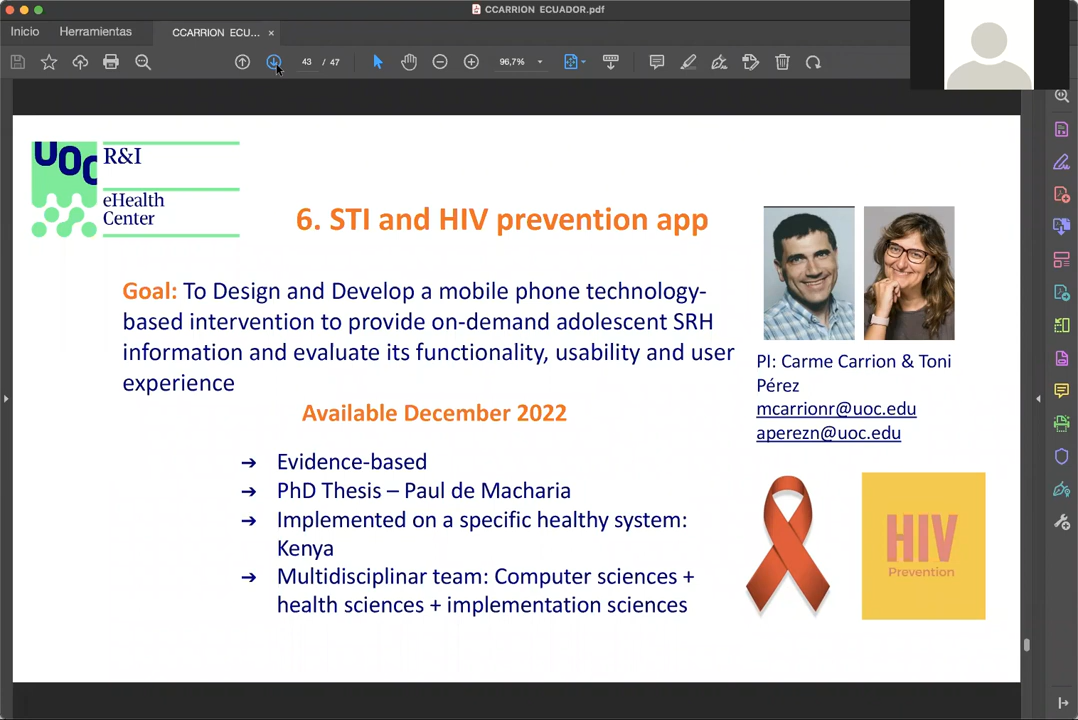 CCARRION ECUADOR.pdf
Inicio
Herramientas
CCARRION ECU...
×
43 / 47
96,7%
UOC
R&I
eHealth
Center
6. STI and HIV prevention app
Goal: To Design and Develop a mobile phone technology-
based intervention to provide on-demand adolescent SRH
information and evaluate its functionality, usability and user
experience
Available December 2022
➔ Evidence-based
➔ PhD Thesis – Paul de Macharia
➔ Implemented on a specific healthy system:
Kenya
➔ Multidisciplinar team: Computer sciences +
health sciences + implementation sciences
PI: Carme Carrion & Toni
Pérez
mcarrionr@uoc.edu
aperezn@uoc.edu
HIV
Prevention